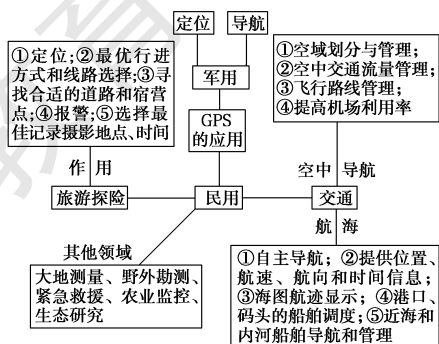 定位 导航
①定位;②最优行进
方式和线路选择;③寻
找合适的道路和宿营
点;④报警;⑤选择最
佳记录摄影地点、时间
军用
①空域划分与管理;
②空中交通流量管理;
③飞行路线管理;
④提高机场利用率
GPS
的应用
作用
空中导航
旅游探险 民用 交通
航海
其他领域
大地测量、野外勘测、
紧急救援、农业监控、
生态研究
①自主导航; ②提供位置、
航速、航向和时间信息;
③海图航迹显示; ④港口、
码头的船舶调度;⑤近海和
内河船舶导航和管理